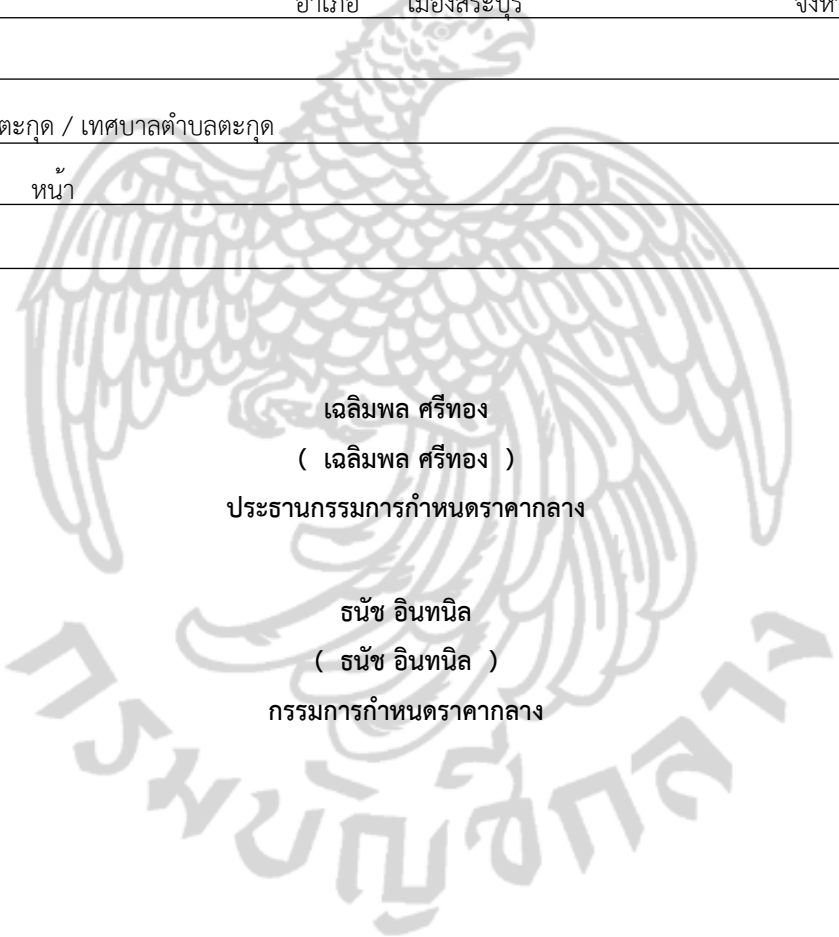 อำเภอ เมืองสระบุรี จังห
ตะกุด / เทศบาลตำบลตะกุด
หน้า
เฉลิมพล ศรีทอง
( เฉลิมพล ศรีทอง )
ประธานกรรมการกำหนดราคากลาง
ธนัช อินทนิล
( ธนัช อินทนิล )
กรรมการกำหนดราคากลาง
กรมบัญชีกลาง